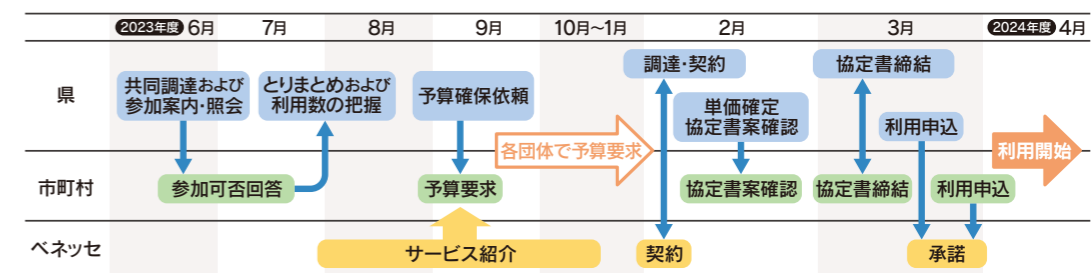 2023年度 6月 7月 8月 9月 10月~1月 2月 3月 2024年度 4月
県
共同調達および
参加案内・照会
とりまとめおよび
利用数の把握
予算確保依頼
調達・契約
単価確定
協定書案確認
協定書締結
利用申込
各団体で予算要求
利用開始
市町村
参加可否回答
予算要求
協定書案確認
協定書締結
利用申込
ベネッセ
サービス紹介
契約
承諾